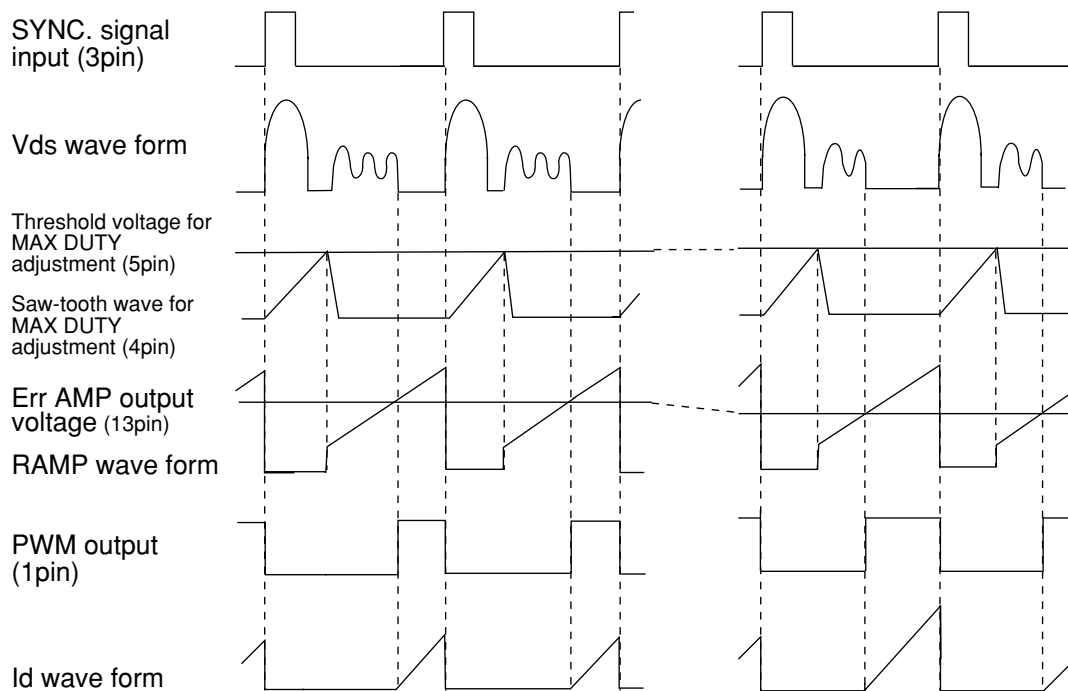 SYNC. signal
input (3pin)
Vds wave form
Threshold voltage for
MAX DUTY
adjustment (5pin)
Saw-tooth wave for
MAX DUTY
adjustment (4pin)
Err AMP output
voltage (13pin)
RAMP wave form
PWM output
(1pin)
Id wave form